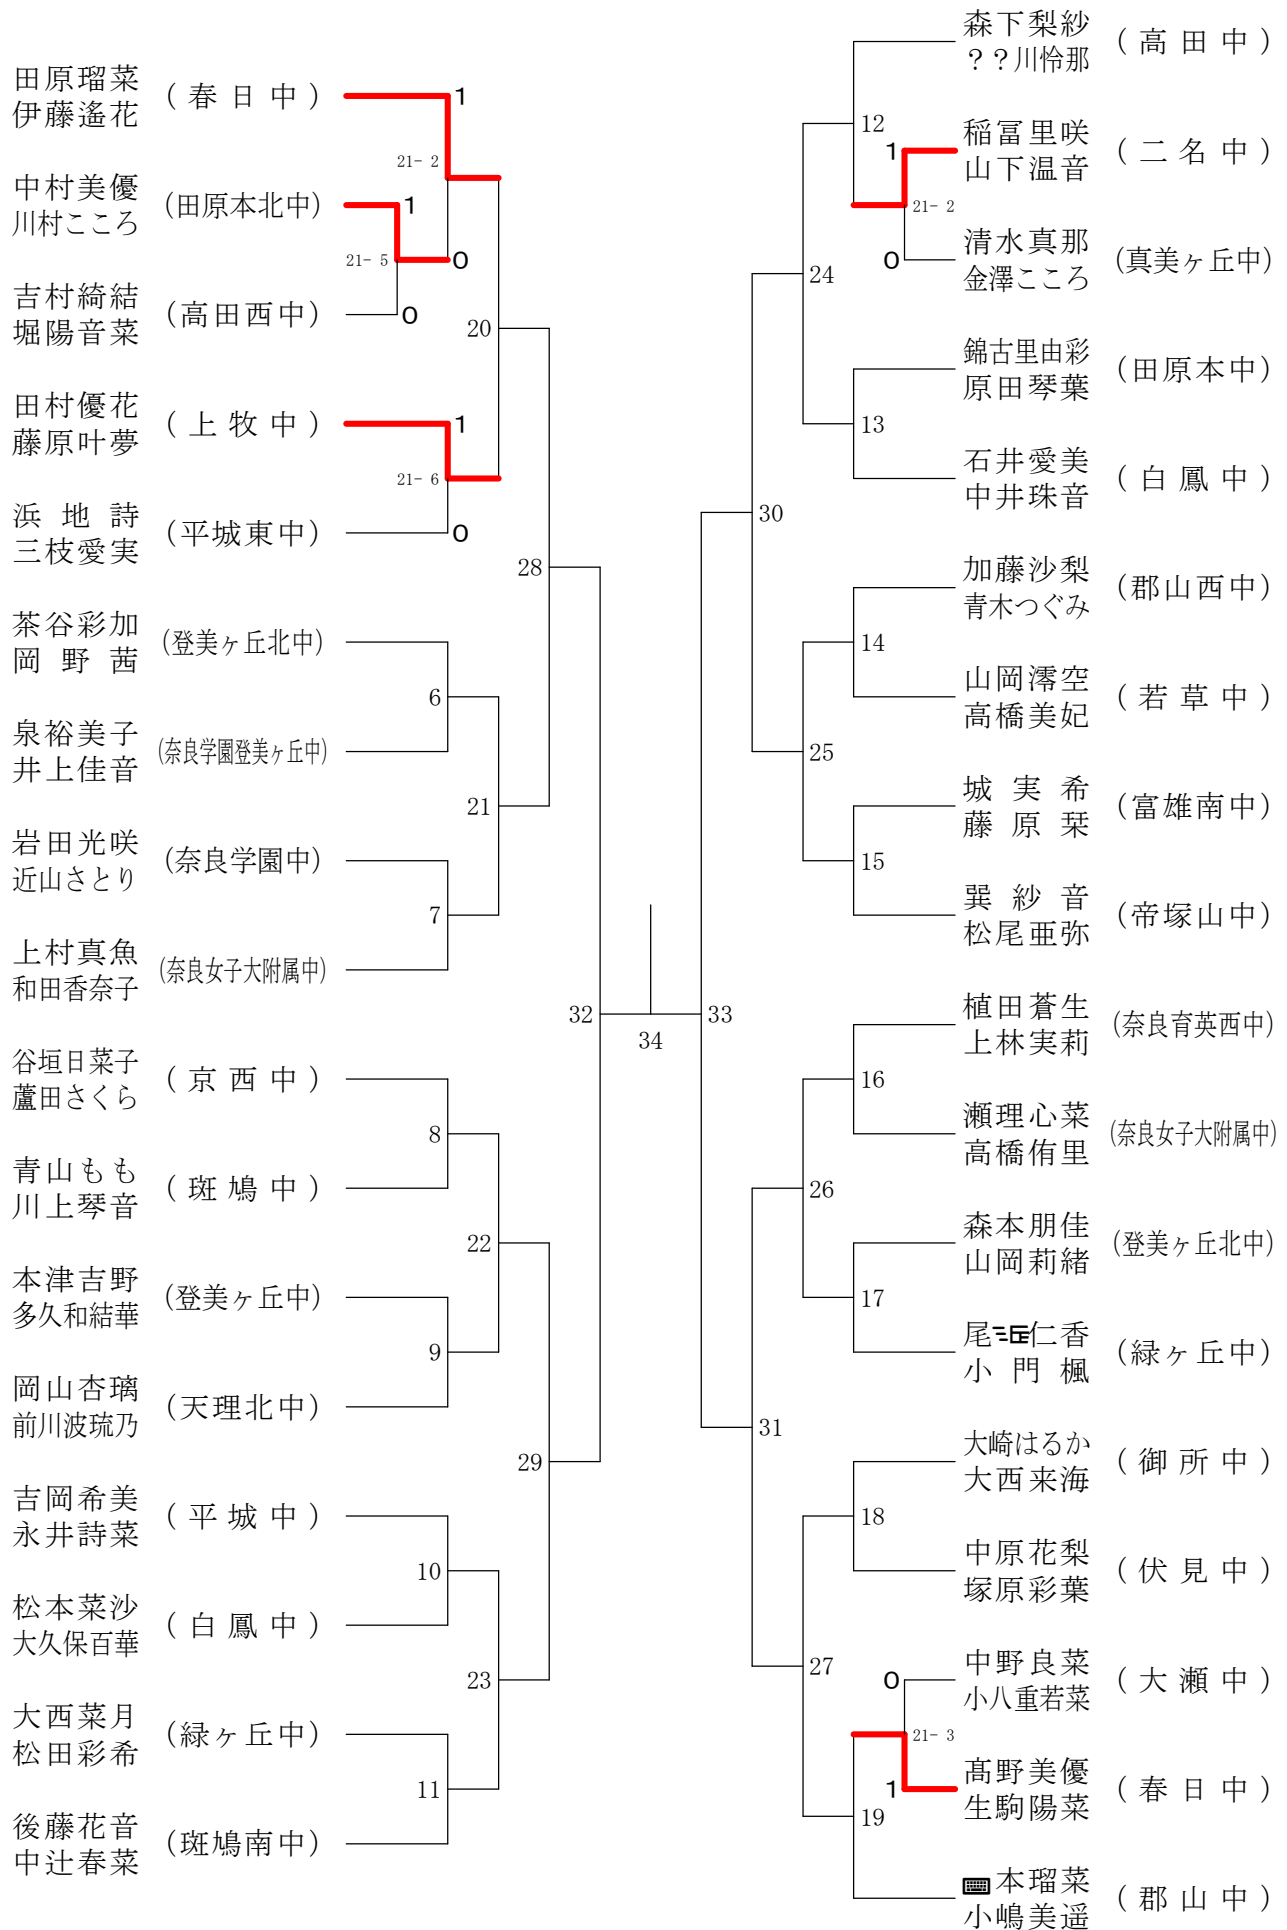 田原瑠菜
伊藤遙花
(春日中)
1
21- 2
中村美優
川村こころ
(田原本北中)
1
21- 5
0
吉村綺結
堀陽音菜
(高田西中)
0
20
田村優花
藤原叶夢
(上牧中)
1
21- 6
浜地詩
三枝愛実
(平城東中)
0
28
茶谷彩加
岡野茜
(登美ヶ丘北中)
6
泉裕美子
井上佳音
(奈良学園登美ヶ丘中)
21
岩田光咲
近山さとり
(奈良学園中)
7
上村真魚
和田香奈子
(奈良女子大附属中)
32
34
33
谷垣日菜子
蘆田さくら
(京西中)
8
青山もも
川上琴音
(斑鳩中)
22
本津吉野
多久和結華
(登美ヶ丘中)
9
岡山杏璃
前川波琉乃
(天理北中)
29
吉岡希美
永井詩菜
(平城中)
10
松本菜沙
大久保百華
(白鳳中)
23
大西菜月
松田彩希
(緑ヶ丘中)
11
後藤花音
中辻春菜
(斑鳩南中)
森下梨紗
??川怜那
(高田中)
12
稲冨里咲
山下温音
(二名中)
1
21- 2
清水真那
金澤こころ
(真美ヶ丘中)
0
24
錦古里由彩
原田琴葉
(田原本中)
13
石井愛美
中井珠音
(白鳳中)
30
加藤沙梨
青木つぐみ
(郡山西中)
14
山岡澪空
高橋美妃
(若草中)
25
城実希
藤原栞
(富雄南中)
15
巽紗音
松尾亜弥
(帝塚山中)
植田蒼生
上林実莉
(奈良育英西中)
16
瀬理心菜
高橋侑里
(奈良女子大附属中)
26
森本朋佳
山岡莉緒
(登美ヶ丘北中)
17
尾仁香
小門楓
(緑ヶ丘中)
31
大崎はるか
大西来海
(御所中)
18
中原花梨
塚原彩葉
(伏見中)
27
中野良菜
小八重若菜
(大瀬中)
0
21- 3
髙野美優
生駒陽菜
(春日中)
1
19
本瑠菜
小嶋美遥
(郡山中)